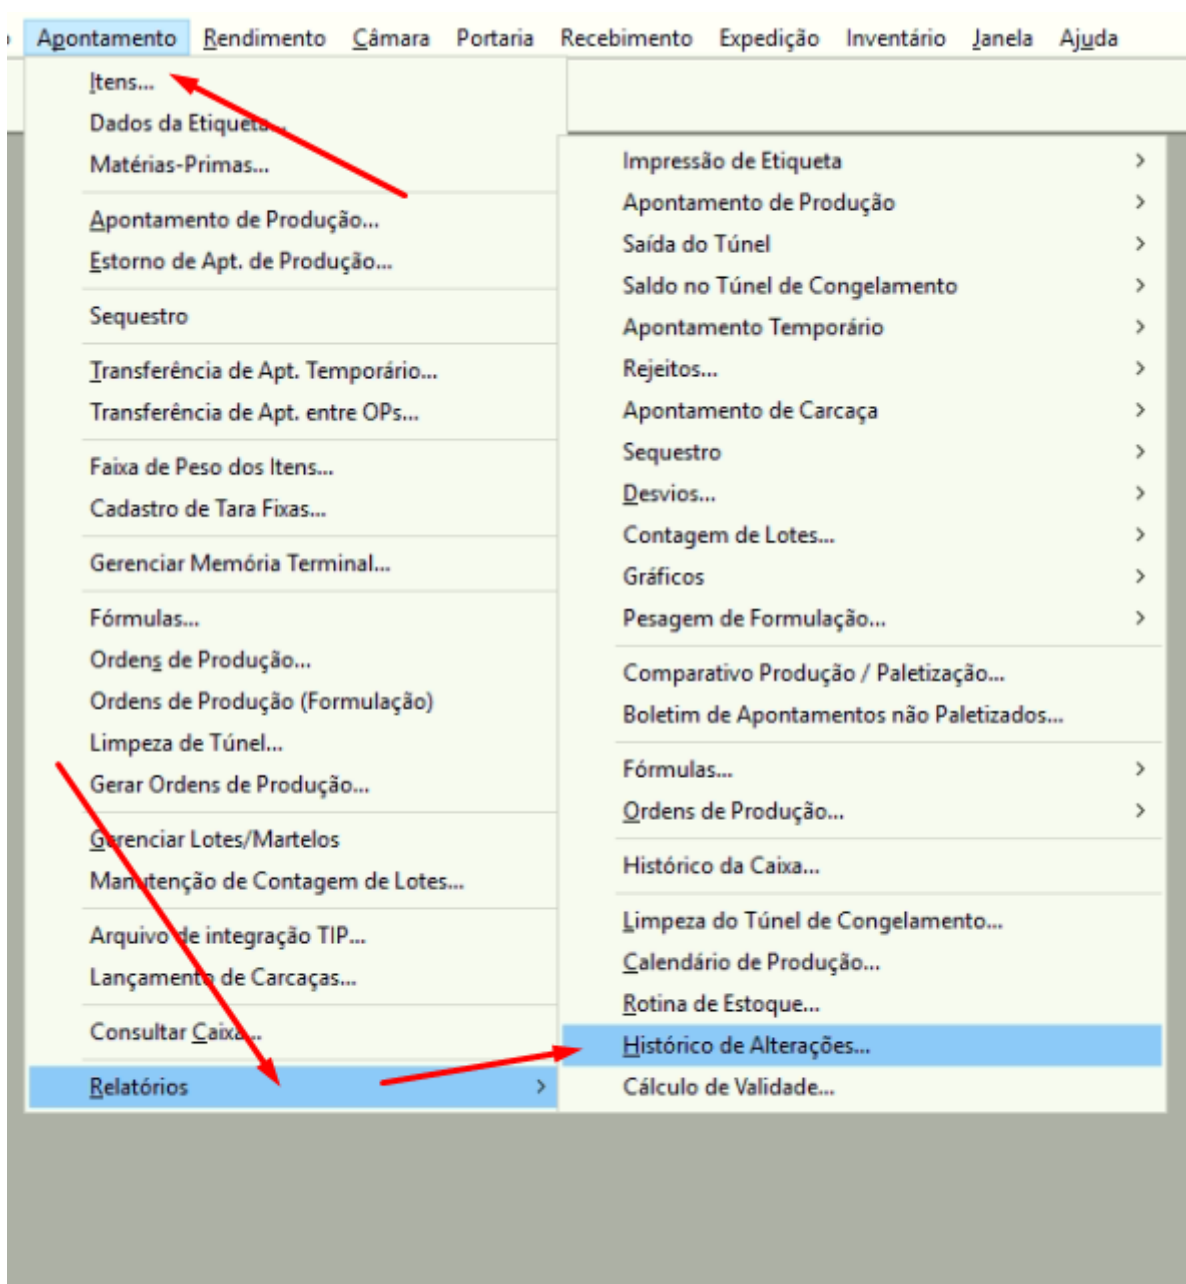 Apontamento Rendimento Câmara Portaria Recebimento Expedição Inventário Janela Ajuda
Itens...
Dados da Etiqueta...
Matérias-Primas...
Apontamento de Produção...
Estorno de Apt. de Produção...
Sequestro
Transferência de Apt. Temporário...
Transferência de Apt. entre OPs...
Faixa de Peso dos Itens...
Cadastro de Tara Fixas...
Gerenciar Memória Terminal...
Fórmulas...
Ordens de Produção...
Ordens de Produção (Formulação)
Limpeza de Túnel...
Gerar Ordens de Produção...
Gerenciar Lotes/Martelos
Manutenção de Contagem de Lotes...
Arquivo de integração TIP...
Lançamento de Carcaças...
Consultar Caixa...
Relatórios
Impressão de Etiqueta
Apontamento de Produção
Saída do Túnel
Saldo no Túnel de Congelamento
Apontamento Temporário
Rejeitos...
Apontamento de Carcaça
Sequestro
Desvios...
Contagem de Lotes...
Gráficos
Pesagem de Formulação...
Comparativo Produção / Paletização...
Boletim de Apontamentos não Paletizados...
Fórmulas...
Ordens de Produção...
Histórico da Caixa...
Limpeza do Túnel de Congelamento...
Calendário de Produção...
Rotina de Estoque...
Histórico de Alterações...
Cálculo de Validade...